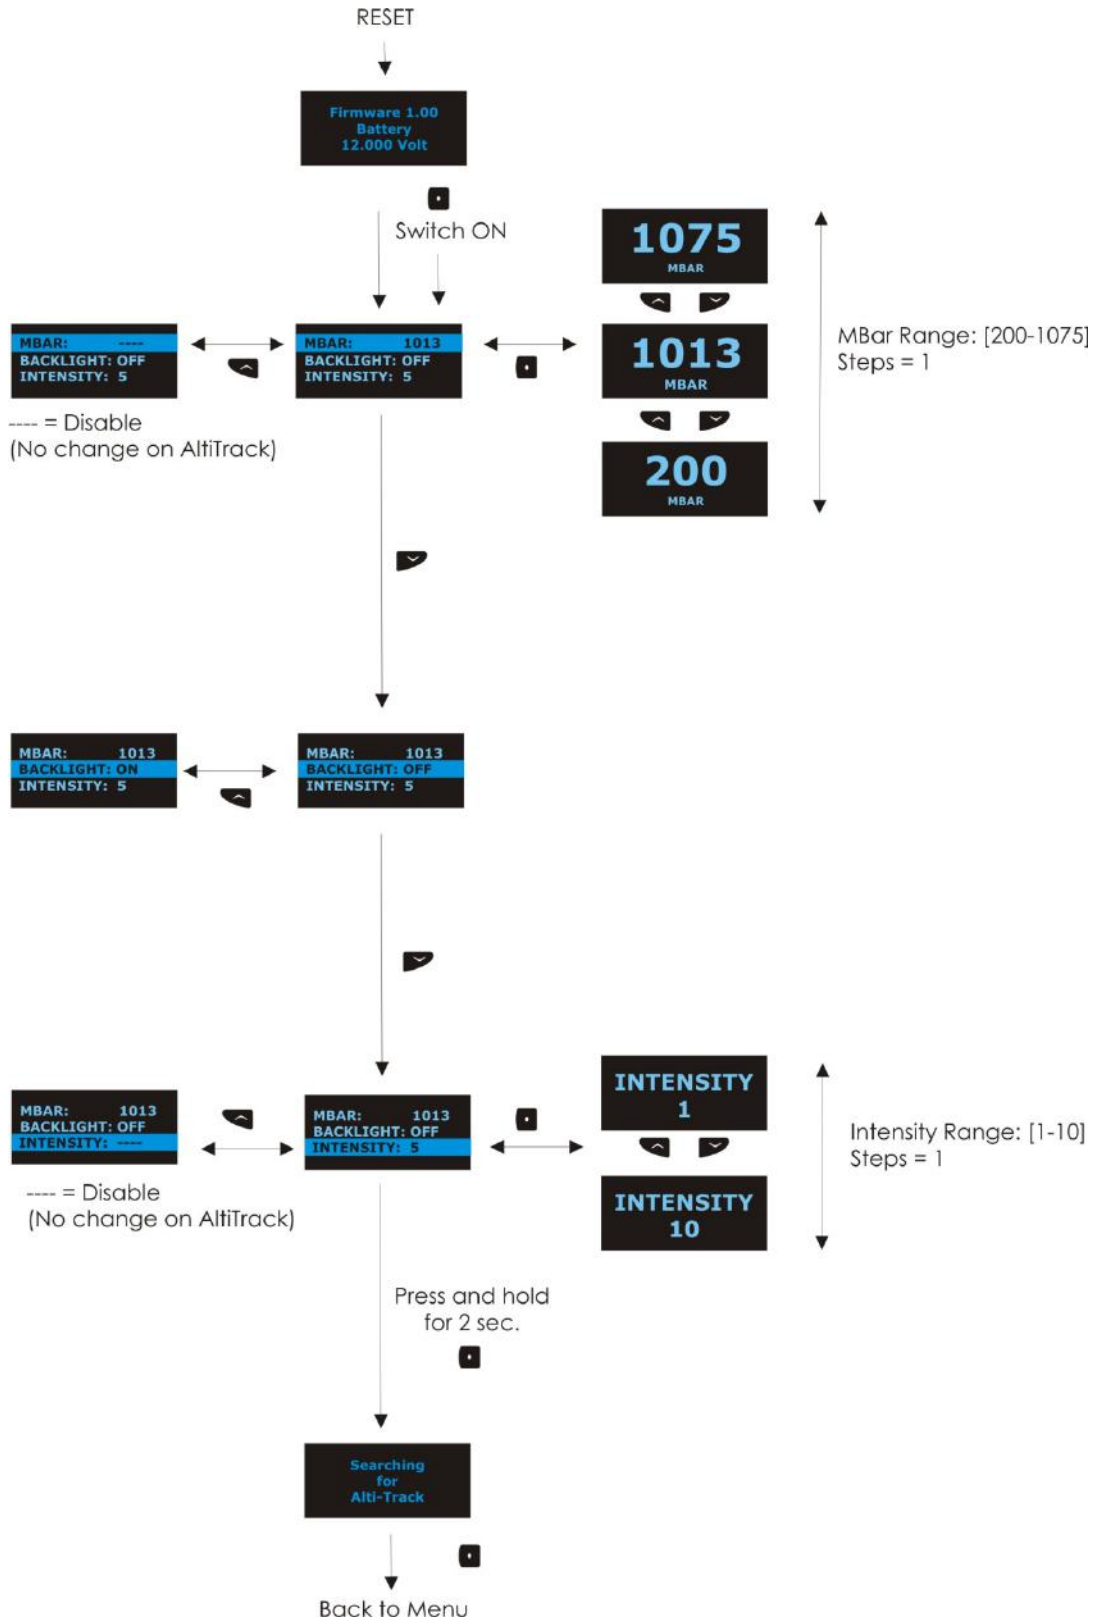 RESET
Firmware 1.00
Battery
12.000 Volt
Switch ON
1075
MBAR
MBAR: ----
BACKLIGHT: OFF
INTENSITY: 5
MBAR: 1013
BACKLIGHT: OFF
INTENSITY: 5
1013
MBAR
MBar Range: [200-1075]
Steps = 1
---- = Disable
(No change on AltiTrack)
200
MBAR
MBAR: 1013
BACKLIGHT: ON
INTENSITY: 5
MBAR: 1013
BACKLIGHT: OFF
INTENSITY: 5
INTENSITY
1
MBAR: 1013
BACKLIGHT: OFF
INTENSITY: ----
MBAR: 1013
BACKLIGHT: OFF
INTENSITY: 5
Intensity Range: [1-10]
Steps = 1
---- = Disable
(No change on AltiTrack)
INTENSITY
10
Press and hold
for 2 sec.
Searching
for
Alti-Track
Back to Menu